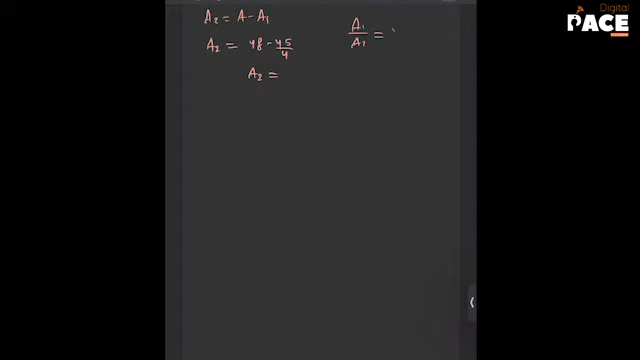 A₂ = A - A₁
A₂ = 48 - 45/4
A₂ =
A₁/A₁ =
Digital
PACE